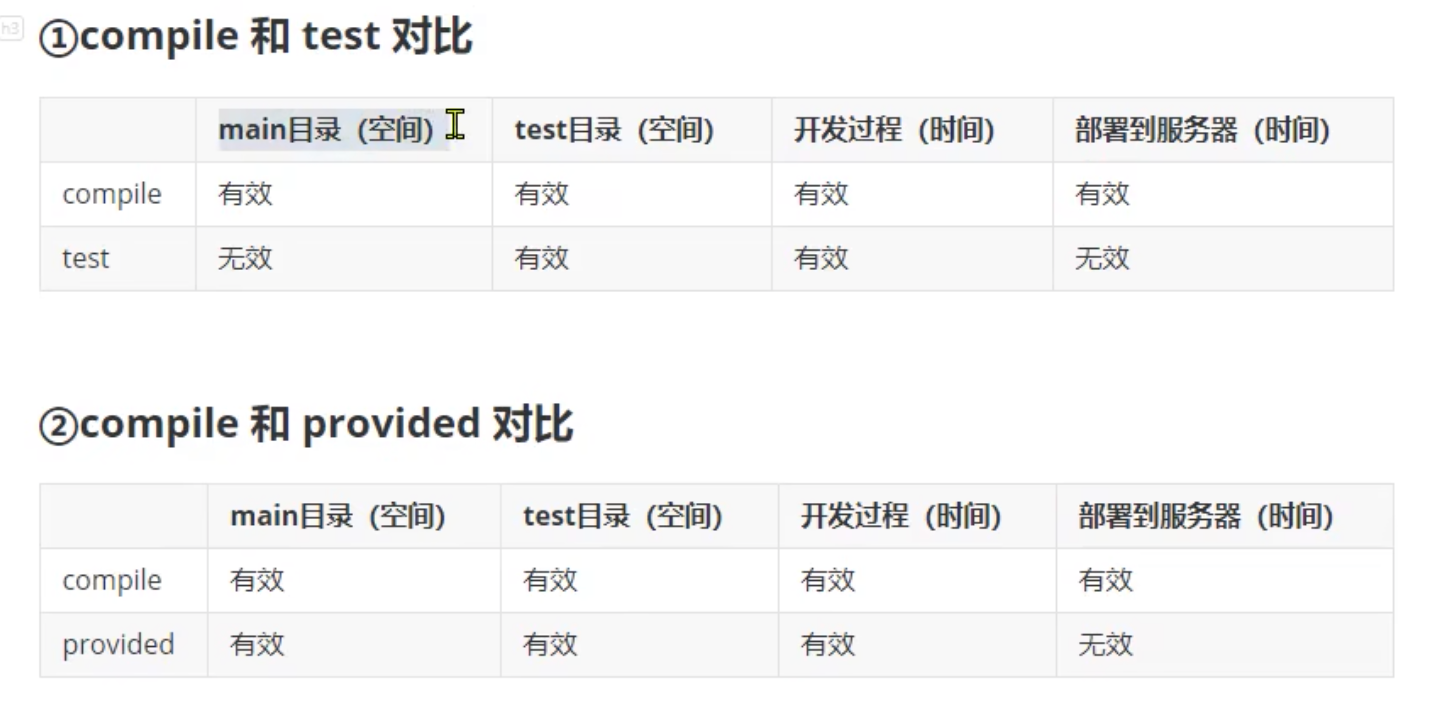 h3
①compile 和 test 对比
main目录（空间） test目录（空间） 开发过程（时间） 部署到服务器（时间）
compile 有效 有效 有效 有效
test 无效 有效 有效 无效
②compile 和 provided 对比
main目录（空间） test目录（空间） 开发过程（时间） 部署到服务器（时间）
compile 有效 有效 有效 有效
provided 有效 有效 有效 无效